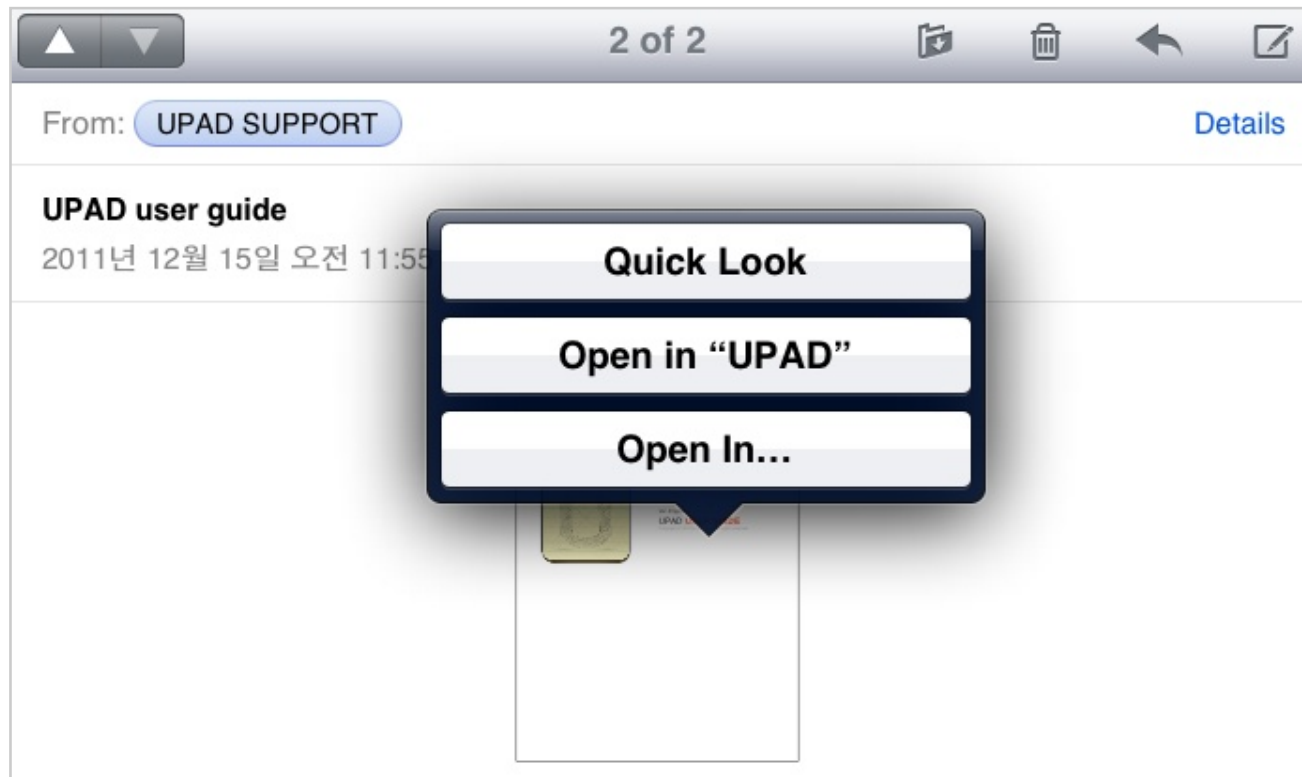 2 of 2
From: UPAD SUPPORT
Details
UPAD user guide
2011년 12월 15일 오전 11:55
Quick Look
Open in “UPAD”
Open In...
UPAD